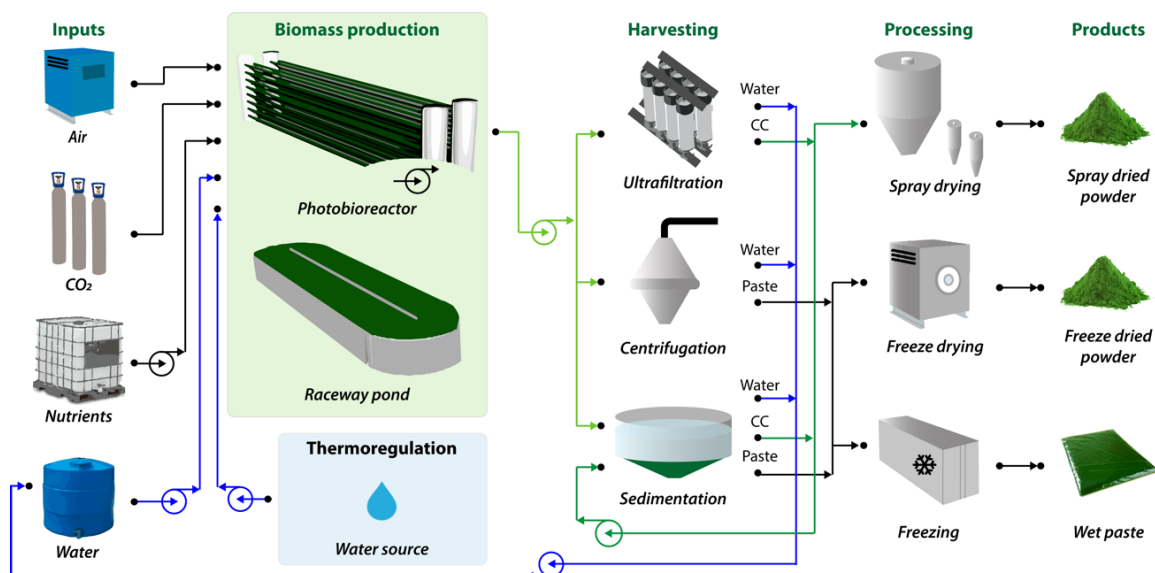 Inputs
Biomass production
Harvesting
Processing
Products
Air
CO₂
Nutrients
Water
Photobioreactor
Raceway pond
Thermoregulation
Water source
Ultrafiltration
Water
CC
Centrifugation
Water
Paste
Sedimentation
Water
CC
Paste
Spray drying
Freeze drying
Freezing
Spray dried
powder
Freeze dried
powder
Wet paste